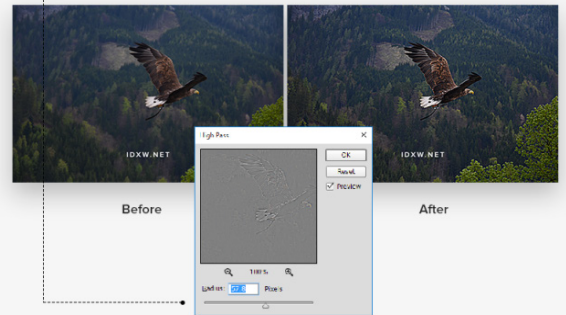 IDXW.NET
IDXW.NET
High Pass
OK
Reset
Preview
100%
Radius:
Pixels
Before
After